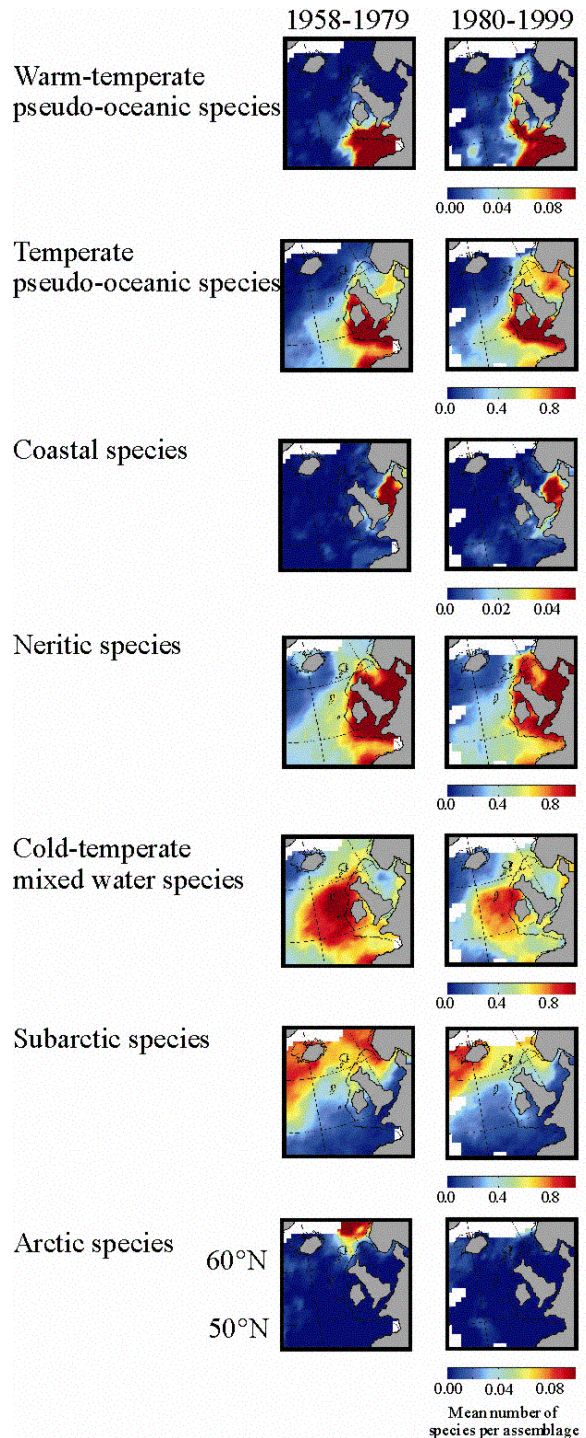 1958-1979 1980-1999
Warm-temperate
pseudo-oceanic species
0.00 0.04 0.08
Temperate
pseudo-oceanic species
0.0 0.4 0.8
Coastal species
0.0 0.02 0.04
Neritic species
0.0 0.4 0.8
Cold-temperate
mixed water species
0.0 0.4 0.8
Subarctic species
0.0 0.4 0.8
Arctic species
60°N
50°N
0.00 0.04 0.08
Mean number of
species per assemblage